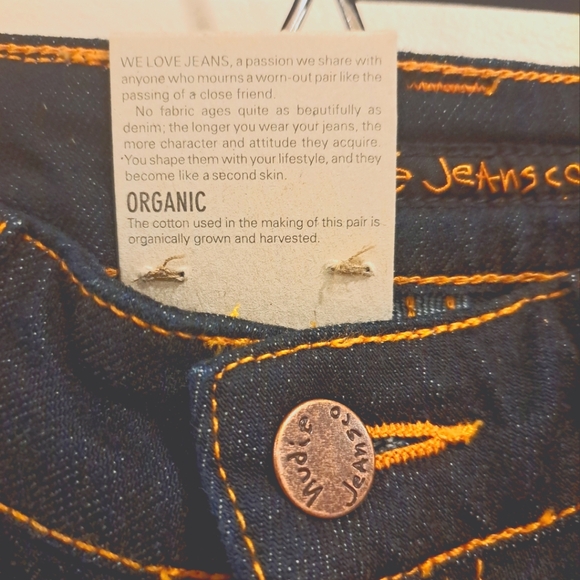 WE LOVE JEANS, a passion we share with
anyone who mourns a worn-out pair like the
passing of a close friend.
No fabric ages quite as beautifully as
denim; the longer you wear your jeans, the
more character and attitude they acquire.
You shape them with your lifestyle, and they
become like a second skin.
ORGANIC
The cotton used in the making of this pair is
organically grown and harvested.
JeANs co
NUDIe
JeANs co